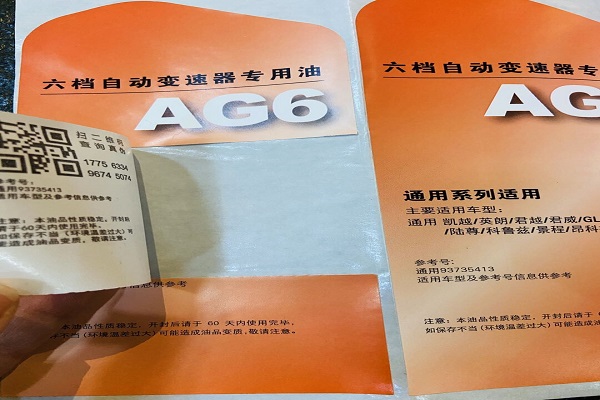 六档自动变速器专用油
AG6
扫二维码
查询真伪
1775 6334
9674 5074
参考号：
通用93735413
适用车型及参考号信息供参考
注意：本油品性质稳定，开封后
请于60天内使用完毕，
如保存不当（环境温差过大）可
能造成油品变质，敬请注意。
信息供参考
本油品性质稳定，开封后请于 60 天内使用完毕，
不当(环境温差过大)可能造成油品变质,敬请注意。
六档自动变速器专
AG
通用系列适用
主要适用车型：
通用 凯越/英朗/君越/君威/GL
/陆尊/科鲁兹/景程/昂科
参考号：
通用93735413
适用车型及参考号信息供参考
注意：本油品性质稳定，开封后请于 6
如保存不当(环境温差过大)可能造成油